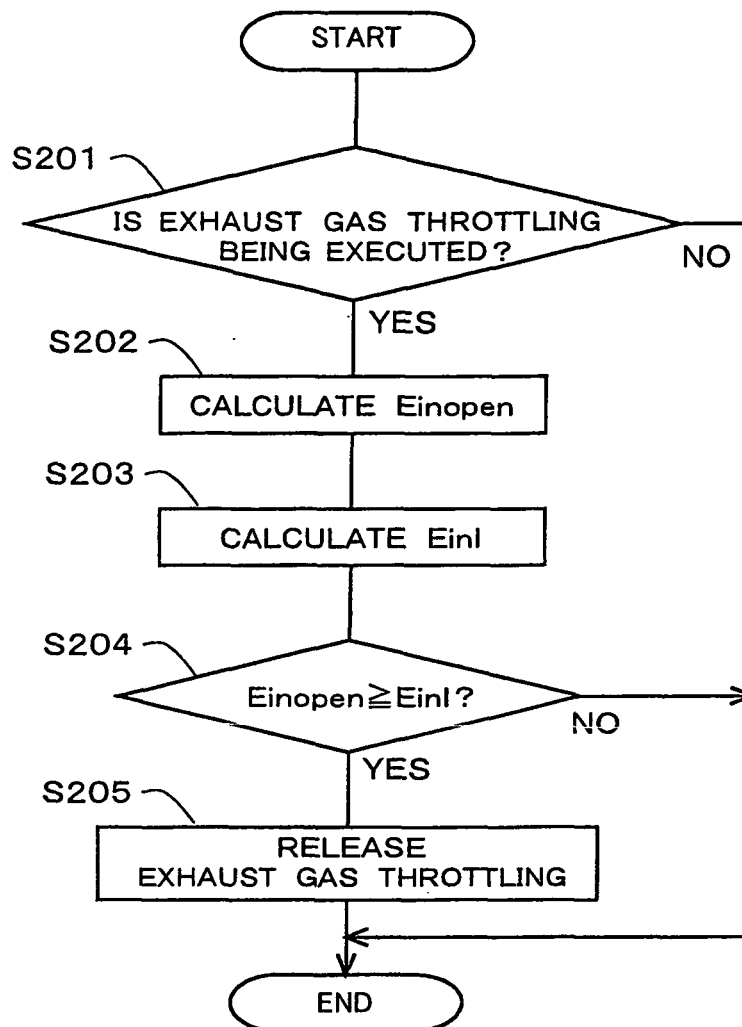 START
S201
IS EXHAUST GAS THROTTLING
BEING EXECUTED?
NO
YES
S202
CALCULATE Einopen
S203
CALCULATE Einl
S204
Einopen≧Einl?
NO
YES
S205
RELEASE
EXHAUST GAS THROTTLING
END